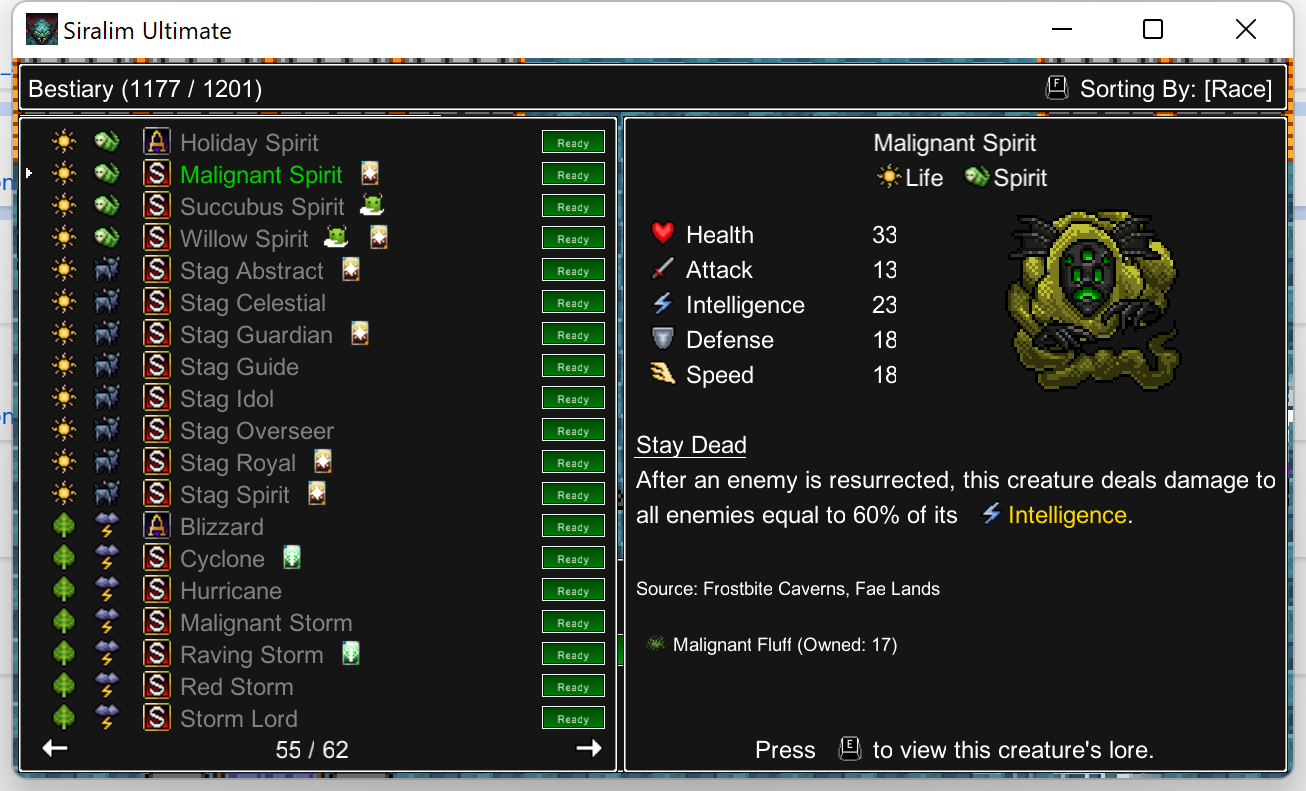 Siralim Ultimate
Bestiary (1177 / 1201)
F Sorting By: [Race]
A Holiday Spirit Ready
S Malignant Spirit Ready
S Succubus Spirit Ready
S Willow Spirit Ready
S Stag Abstract Ready
S Stag Celestial Ready
S Stag Guardian Ready
S Stag Guide Ready
S Stag Idol Ready
S Stag Overseer Ready
S Stag Royal Ready
S Stag Spirit Ready
A Blizzard Ready
S Cyclone Ready
S Hurricane Ready
S Malignant Storm Ready
S Raving Storm Ready
S Red Storm Ready
S Storm Lord Ready
55 / 62
Malignant Spirit
Life Spirit
Health 33
Attack 13
Intelligence 23
Defense 18
Speed 18
Stay Dead
After an enemy is resurrected, this creature deals damage to
all enemies equal to 60% of its Intelligence.
Source: Frostbite Caverns, Fae Lands
Malignant Fluff (Owned: 17)
Press E to view this creature's lore.